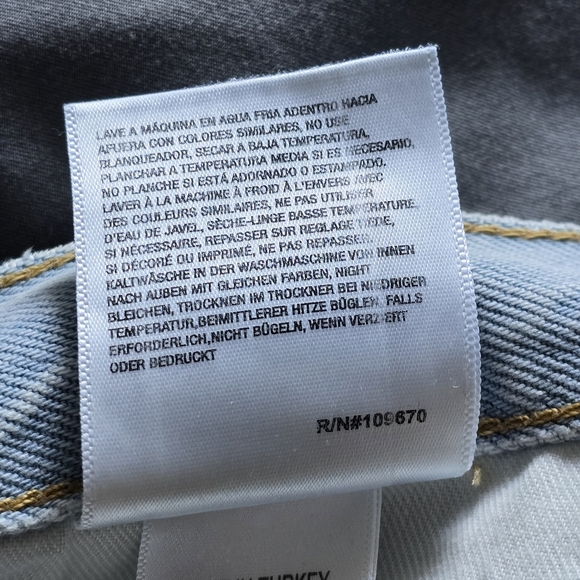 LAVE A MÁQUINA EN AGUA FRIA ADENTRO HACIA
AFUERA CON COLORES SIMILARES, NO USE
BLANQUEADOR, SECAR A BAJA TEMPERATURA,
PLANCHAR A TEMPERATURA MEDIA SI ES NECESARIO,
NO PLANCHE SI ESTÁ ADORNADO O ESTAMPADO.
LAVER À LA MACHINE À FROID À L'ENVERS AVEC
DES COULEURS SIMILAIRES, NE PAS UTILISER
D'EAU DE JAVEL, SÈCHE-LINGE BASSE TEMPÉRATURE
SI NÉCESSAIRE, REPASSER SUR REGLAGE TIÈDE,
SI DÉCORÉ OU IMPRIMÉ, NE PAS REPASSER.
KALTWÄSCHE IN DER WASCHMASCHINE VON INNEN
NACH AUßEN MIT GLEICHEN FARBEN, NIGHT
BLEICHEN, TROCKNEN IM TROCKNER BEI NIEDRIGER
TEMPERATUR,BEIMITTLERER HITZE BÜGLEN FALLS
ERFORDERLICH,NICHT BÜGELN, WENN VERZIERT
ODER BEDRUCKT
R/N#109670
TURKEY